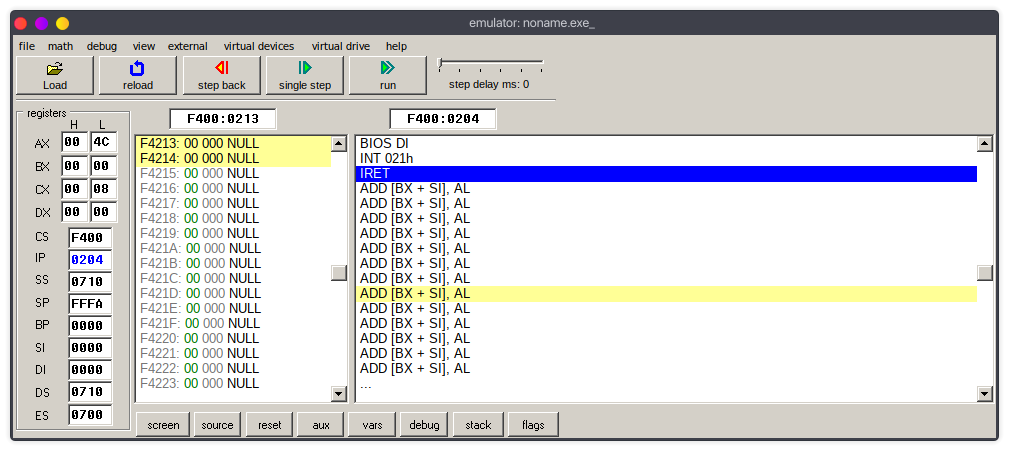 emulator: noname.exe_
file math debug view external virtual devices virtual drive help
Load reload step back single step run step delay ms: 0
registers
H L
F400:0213 F400:0204
AX 00 4C
BX 00 00
CX 00 08
DX 00 00
CS F400
IP 0204
SS 0710
SP FFFA
BP 0000
SI 0000
DI 0000
DS 0710
ES 0700
F4213: 00 000 NULL
F4214: 00 000 NULL
F4215: 00 000 NULL
F4216: 00 000 NULL
F4217: 00 000 NULL
F4218: 00 000 NULL
F4219: 00 000 NULL
F421A: 00 000 NULL
F421B: 00 000 NULL
F421C: 00 000 NULL
F421D: 00 000 NULL
F421E: 00 000 NULL
F421F: 00 000 NULL
F4220: 00 000 NULL
F4221: 00 000 NULL
F4222: 00 000 NULL
F4223: 00 000 NULL
BIOS DI
INT 021h
IRET
ADD [BX + SI], AL
ADD [BX + SI], AL
ADD [BX + SI], AL
ADD [BX + SI], AL
ADD [BX + SI], AL
ADD [BX + SI], AL
ADD [BX + SI], AL
ADD [BX + SI], AL
ADD [BX + SI], AL
ADD [BX + SI], AL
ADD [BX + SI], AL
ADD [BX + SI], AL
ADD [BX + SI], AL
...
screen source reset aux vars debug stack flags